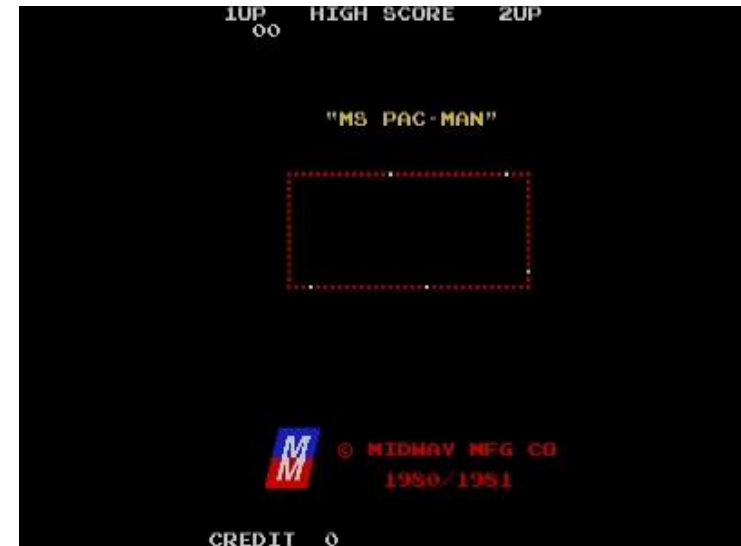 1UP HIGH SCORE 2UP
00
"MS PAC-MAN"
M
M
© MIDWAY MFG CO
1980/1981
CREDIT 0